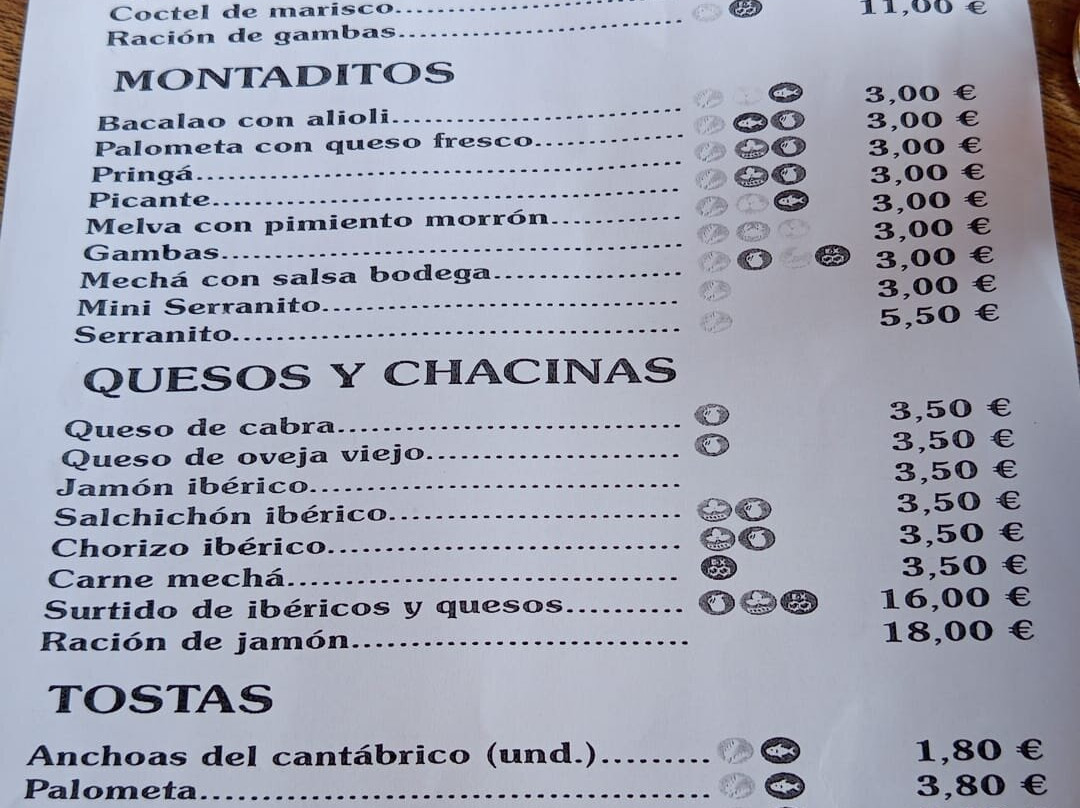 Coctel de marisco
Ración de gambas 11,00 €
MONTADITOS
Bacalao con alioli 3,00 €
Palometa con queso fresco 3,00 €
Pringá 3,00 €
Picante 3,00 €
Melva con pimiento morrón 3,00 €
Gambas 3,00 €
Mechá con salsa bodega 3,00 €
Mini Serranito 3,00 €
Serranito 5,50 €
QUESOS Y CHACINAS
Queso de cabra 3,50 €
Queso de oveja viejo 3,50 €
Jamón ibérico 3,50 €
Salchichón ibérico 3,50 €
Chorizo ibérico 3,50 €
Carne mechá 3,50 €
Surtido de ibéricos y quesos 16,00 €
Ración de jamón 18,00 €
TOSTAS
Anchoas del cantábrico (und.) 1,80 €
Palometa 3,80 €